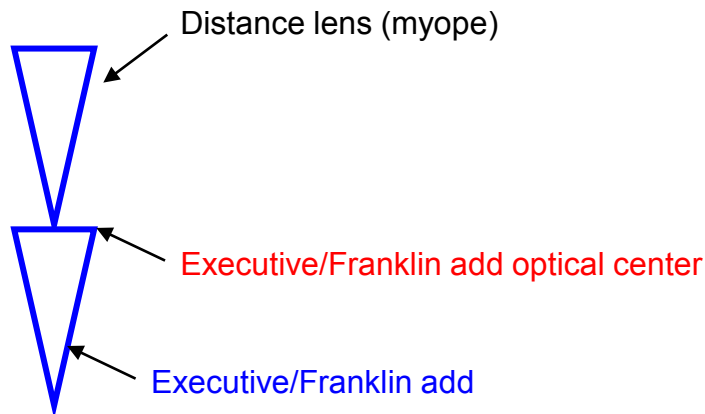 Distance lens (myope)
Executive/Franklin add optical center
Executive/Franklin add